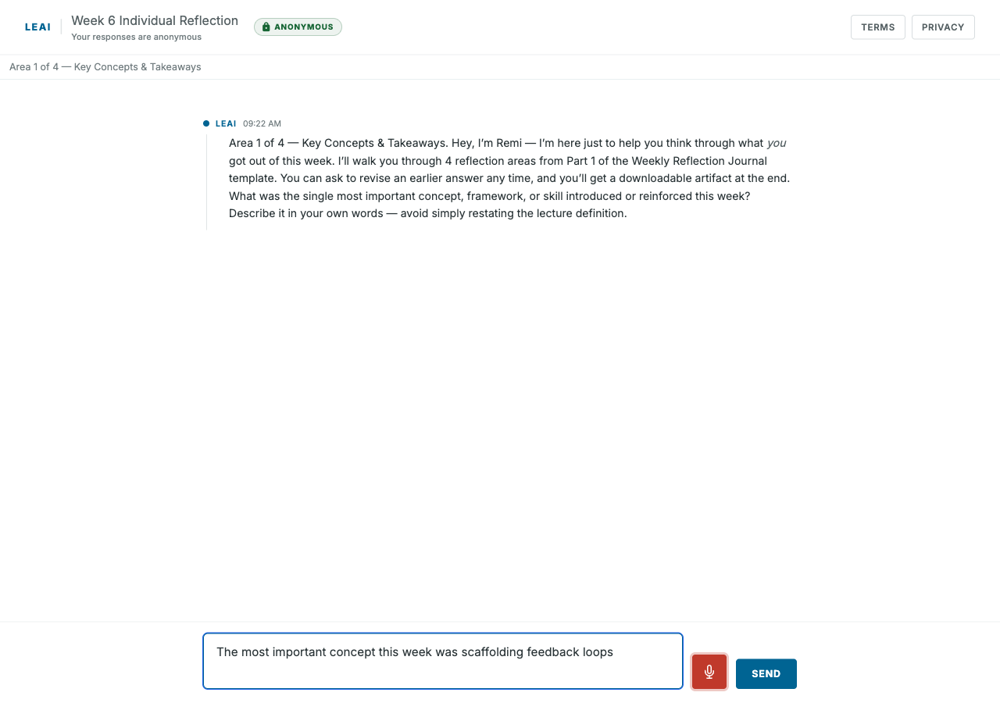 LEAI
Week 6 Individual Reflection
Your responses are anonymous
ANONYMOUS
TERMS
PRIVACY
Area 1 of 4 — Key Concepts & Takeaways
LEAI 09:22 AM
Area 1 of 4 — Key Concepts & Takeaways. Hey, I’m Remi — I’m here just to help you think through what you
got out of this week. I’ll walk you through 4 reflection areas from Part 1 of the Weekly Reflection Journal
template. You can ask to revise an earlier answer any time, and you’ll get a downloadable artifact at the end.
What was the single most important concept, framework, or skill introduced or reinforced this week?
Describe it in your own words — avoid simply restating the lecture definition.
The most important concept this week was scaffolding feedback loops
SEND